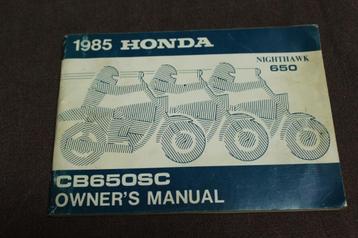 1985 HONDA
NIGHTHAWK
650
CB650SC
OWNER'S MANUAL